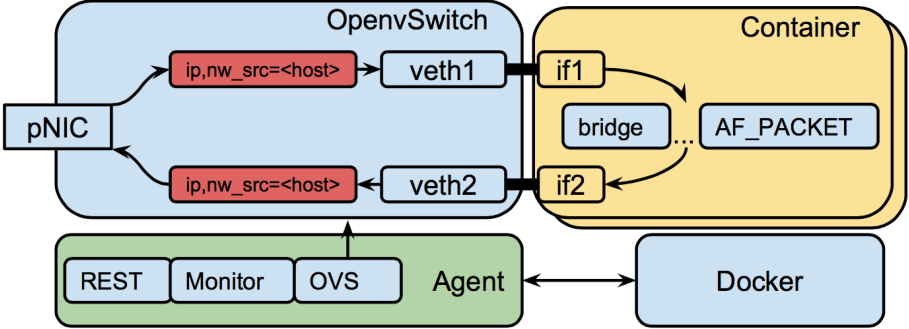 OpenvSwitch
Container
ip,nw_src=<host>
veth1
if1
pNIC
bridge
...
AF_PACKET
ip,nw_src=<host>
veth2
if2
REST
Monitor
OVS
Agent
Docker